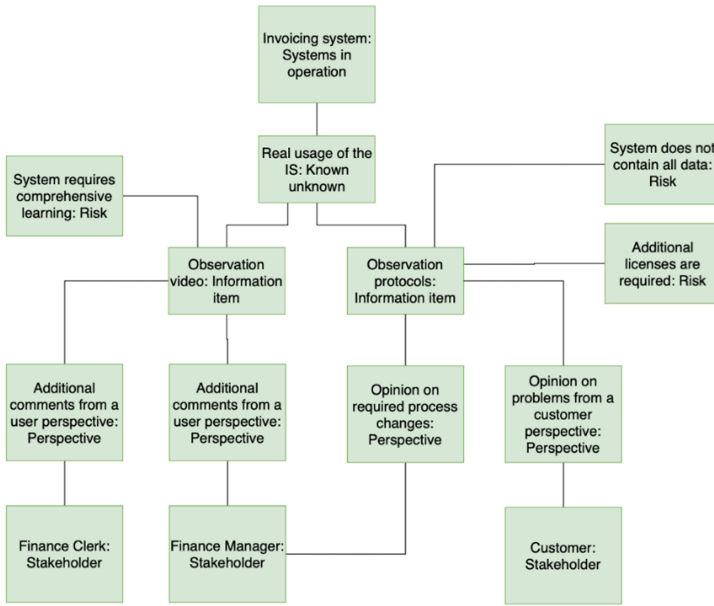 Invoicing system:
Systems in
operation
Real usage of the
IS: Known
unknown
System does not
contain all data:
Risk
System requires
comprehensive
learning: Risk
Additional
licenses are
required: Risk
Observation
video: Information
item
Observation
protocols:
Information item
Additional
comments from a
user perspective:
Perspective
Additional
comments from a
user perspective:
Perspective
Opinion on
required process
changes:
Perspective
Opinion on
problems from a
customer
perspective:
Perspective
Finance Clerk:
Stakeholder
Finance Manager:
Stakeholder
Customer:
Stakeholder